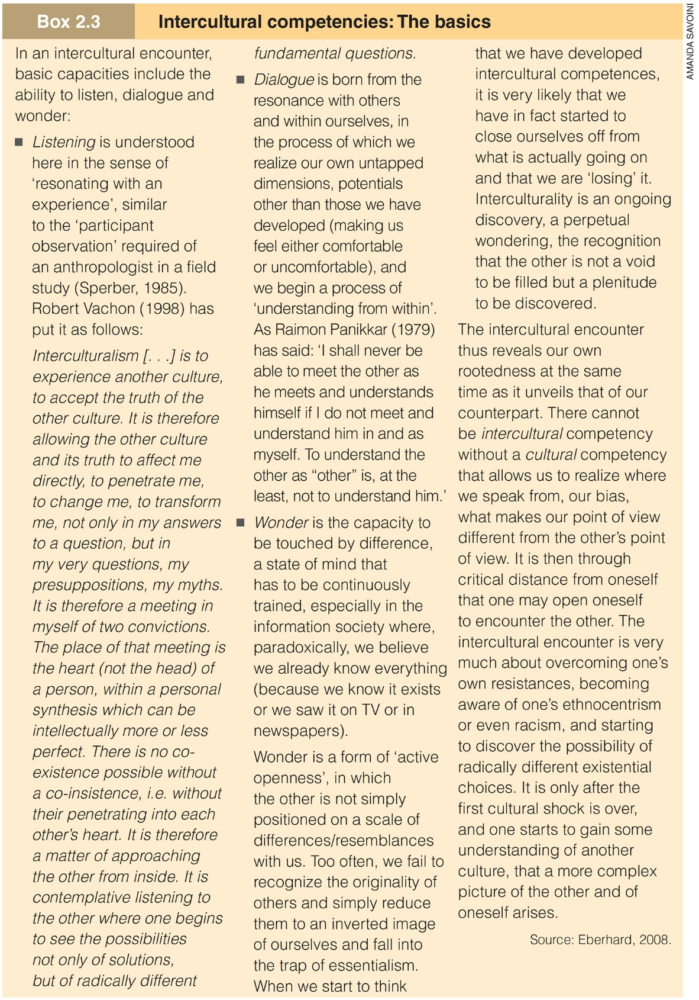 Box 2.3
Intercultural competencies: The basics
In an intercultural encounter,
basic capacities include the
ability to listen, dialogue and
wonder:
■ Listening is understood
here in the sense of
‘resonating with an
experience’, similar
to the ‘participant
observation’ required of
an anthropologist in a field
study (Sperber, 1985).
Robert Vachon (1998) has
put it as follows:
Interculturalism [. . .] is to
experience another culture,
to accept the truth of the
other culture. It is therefore
allowing the other culture
and its truth to affect me
directly, to penetrate me,
to change me, to transform
me, not only in my answers
to a question, but in
my very questions, my
presuppositions, my myths.
It is therefore a meeting in
myself of two convictions.
The place of that meeting is
the heart (not the head) of
a person, within a personal
synthesis which can be
intellectually more or less
perfect. There is no co-
existence possible without
a co-insistence, i.e. without
their penetrating into each
other’s heart. It is therefore
a matter of approaching
the other from inside. It is
contemplative listening to
the other where one begins
to see the possibilities
not only of solutions,
but of radically different
fundamental questions.
■ Dialogue is born from the
resonance with others
and within ourselves, in
the process of which we
realize our own untapped
dimensions, potentials
other than those we have
developed (making us
feel either comfortable
or uncomfortable), and
we begin a process of
‘understanding from within’.
As Raimon Panikkar (1979)
has said: ‘I shall never be
able to meet the other as
he meets and understands
himself if I do not meet and
understand him in and as
myself. To understand the
other as “other” is, at the
least, not to understand him.’
■ Wonder is the capacity to
be touched by difference,
a state of mind that
has to be continuously
trained, especially in the
information society where,
paradoxically, we believe
we already know everything
(because we know it exists
or we saw it on TV or in
newspapers).
Wonder is a form of ‘active
openness’, in which
the other is not simply
positioned on a scale of
differences/resemblances
with us. Too often, we fail to
recognize the originality of
others and simply reduce
them to an inverted image
of ourselves and fall into
the trap of essentialism.
When we start to think
that we have developed
intercultural competences,
it is very likely that we
have in fact started to
close ourselves off from
what is actually going on
and that we are ‘losing’ it.
Interculturality is an ongoing
discovery, a perpetual
wondering, the recognition
that the other is not a void
to be filled but a plenitude
to be discovered.
The intercultural encounter
thus reveals our own
rootedness at the same
time as it unveils that of our
counterpart. There cannot
be intercultural competency
without a cultural competency
that allows us to realize where
we speak from, our bias,
what makes our point of view
different from the other’s point
of view. It is then through
critical distance from oneself
that one may open oneself
to encounter the other. The
intercultural encounter is very
much about overcoming one’s
own resistances, becoming
aware of one’s ethnocentrism
or even racism, and starting
to discover the possibility of
radically different existential
choices. It is only after the
first cultural shock is over,
and one starts to gain some
understanding of another
culture, that a more complex
picture of the other and of
oneself arises.
Source: Eberhard, 2008.
AMANDA SAVOINI